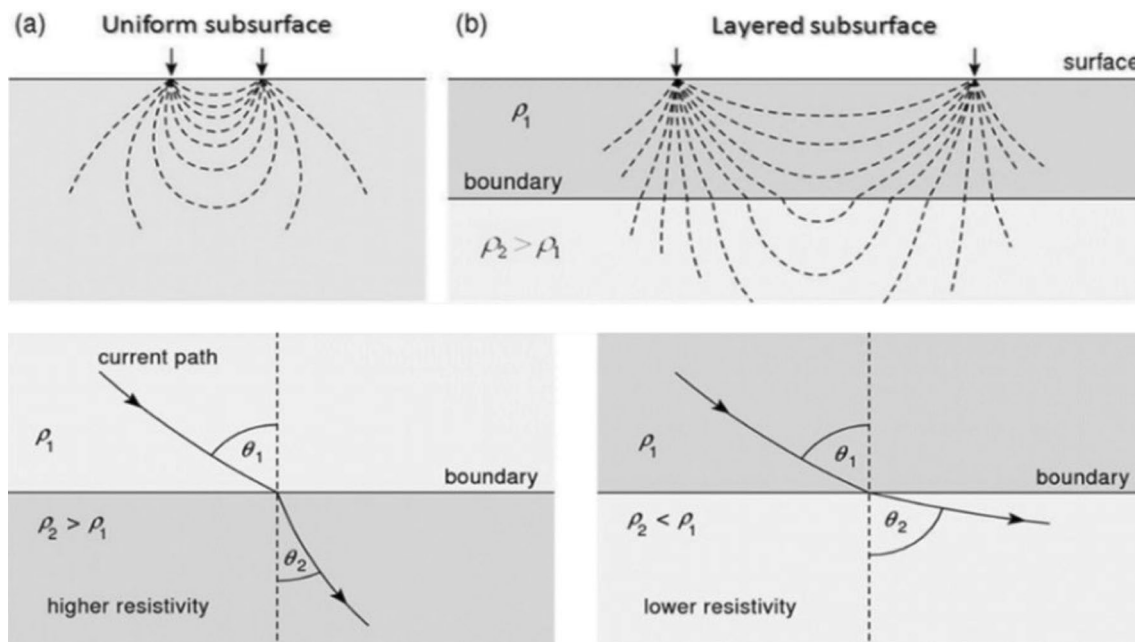 (a) Uniform subsurface
(b) Layered subsurface
surface
ρ₁
boundary
ρ₂ > ρ₁
current path
ρ₁
θ₁
boundary
ρ₂ > ρ₁
θ₂
higher resistivity
ρ₁
θ₁
boundary
ρ₂ < ρ₁
θ₂
lower resistivity